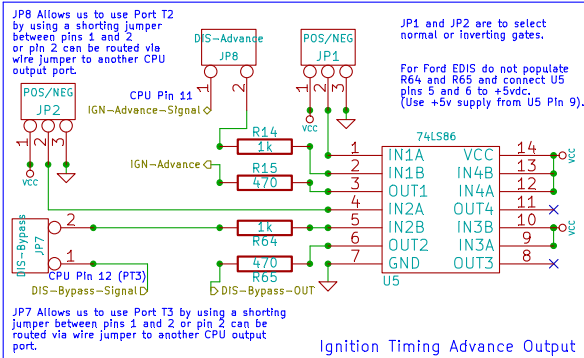 JP8 Allows us to use Port T2
by using a shorting jumper
between pins 1 and 2
or pin 2 can be routed via
wire jumper to another CPU
output port.
DIS-Advance
JP8
1
2
POS/NEG
JP1
1
2
3
VCC
JP1 and JP2 are to select
normal or inverting gates.
For Ford EDIS do not populate
R64 and R65 and connect U5
pins 5 and 6 to +5vdc.
(Use +5v supply from U5 Pin 9).
POS/NEG
JP2
1
2
3
VCC
CPU Pin 11
IGN-Advance-Signal
IGN-Advance
R14
1k
R15
470
74LS86
1 IN1A VCC 14 VCC
2 IN1B IN4B 13
3 OUT1 IN4A 12
4 IN2A OUT4 11
5 IN2B IN3B 10 VCC
6 OUT2 IN3A 9
7 GND OUT3 8
U5
DIS-Bypass
JP7
2
1
1k
R64
470
R65
CPU Pin 12 (PT3)
DIS-Bypass-Signal
DIS-Bypass-OUT
JP7 Allows us to use Port T3 by using a shorting
jumper between pins 1 and 2 or pin 2 can be
routed via wire jumper to another CPU output
port.
Ignition Timing Advance Output